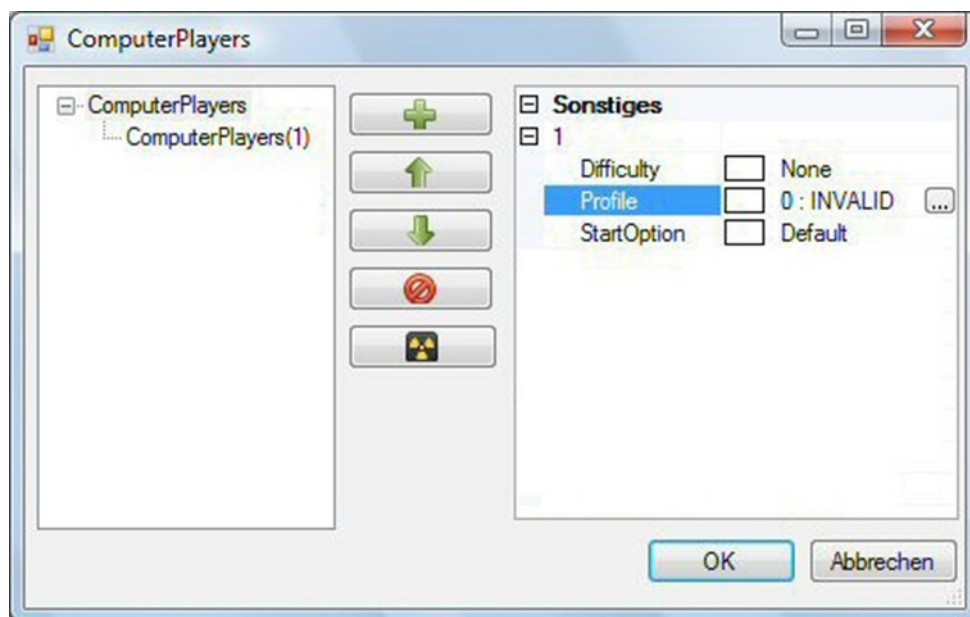 ComputerPlayers
ComputerPlayers
ComputerPlayers(1)
Sonstiges
1
Difficulty None
Profile 0 : INVALID ...
StartOption Default
OK Abbrechen